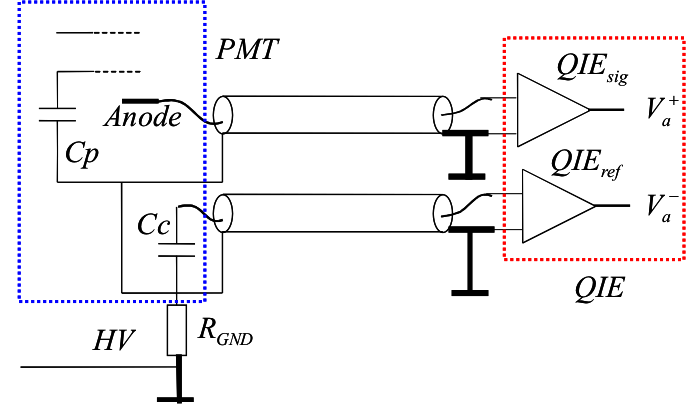 PMT
QIE_sig
V_a^+
Anode
Cp
QIE_ref
V_a^-
Cc
QIE
HV
R_GND